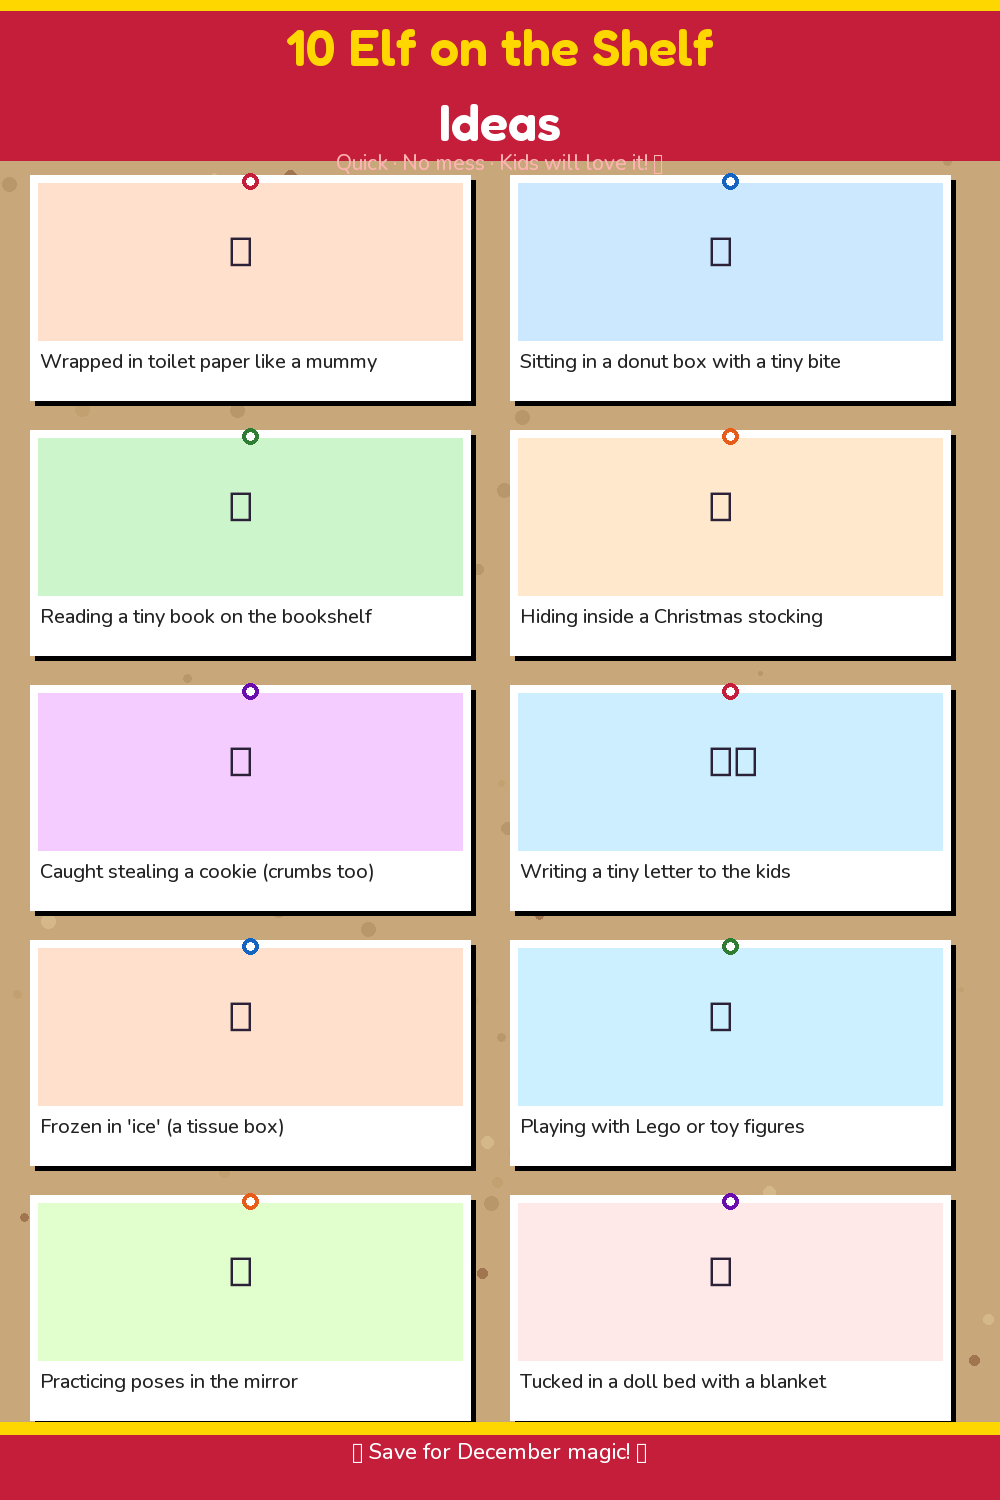 10 Elf on the Shelf
Ideas
Quick · No mess · Kids will love it!
Wrapped in toilet paper like a mummy
Sitting in a donut box with a tiny bite
Reading a tiny book on the bookshelf
Hiding inside a Christmas stocking
Caught stealing a cookie (crumbs too)
Writing a tiny letter to the kids
Frozen in 'ice' (a tissue box)
Playing with Lego or toy figures
Practicing poses in the mirror
Tucked in a doll bed with a blanket
Save for December magic!